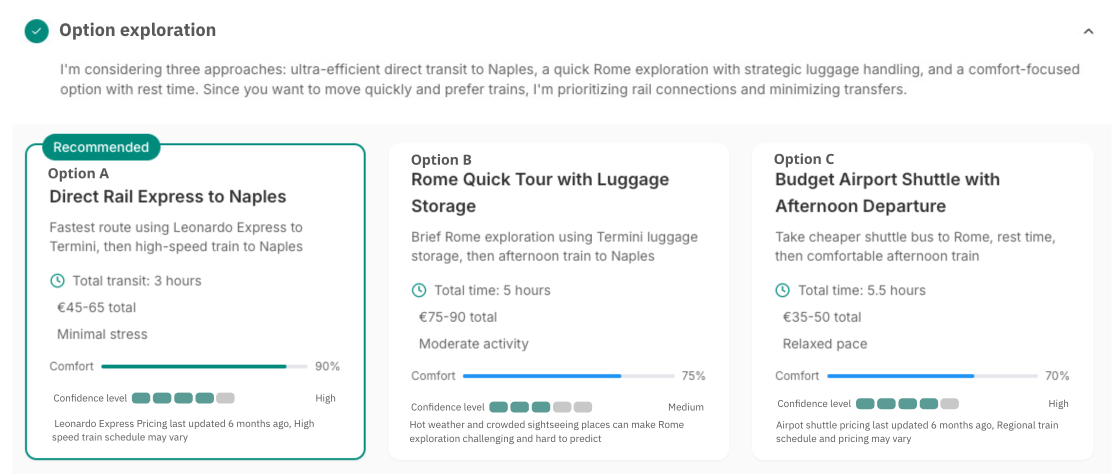 Option exploration
I'm considering three approaches: ultra-efficient direct transit to Naples, a quick Rome exploration with strategic luggage handling, and a comfort-focused
option with rest time. Since you want to move quickly and prefer trains, I'm prioritizing rail connections and minimizing transfers.
Recommended
Option A
Direct Rail Express to Naples
Fastest route using Leonardo Express to
Termini, then high-speed train to Naples
Total transit: 3 hours
€45-65 total
Minimal stress
Comfort 90%
Confidence level High
Leonardo Express Pricing last updated 6 months ago, High
speed train schedule may vary
Option B
Rome Quick Tour with Luggage
Storage
Brief Rome exploration using Termini luggage
storage, then afternoon train to Naples
Total time: 5 hours
€75-90 total
Moderate activity
Comfort 75%
Confidence level Medium
Hot weather and crowded sightseeing places can make Rome
exploration challenging and hard to predict
Option C
Budget Airport Shuttle with
Afternoon Departure
Take cheaper shuttle bus to Rome, rest time,
then comfortable afternoon train
Total time: 5.5 hours
€35-50 total
Relaxed pace
Comfort 70%
Confidence level High
Airpot shuttle pricing last updated 6 months ago, Regional train
schedule and pricing may vary